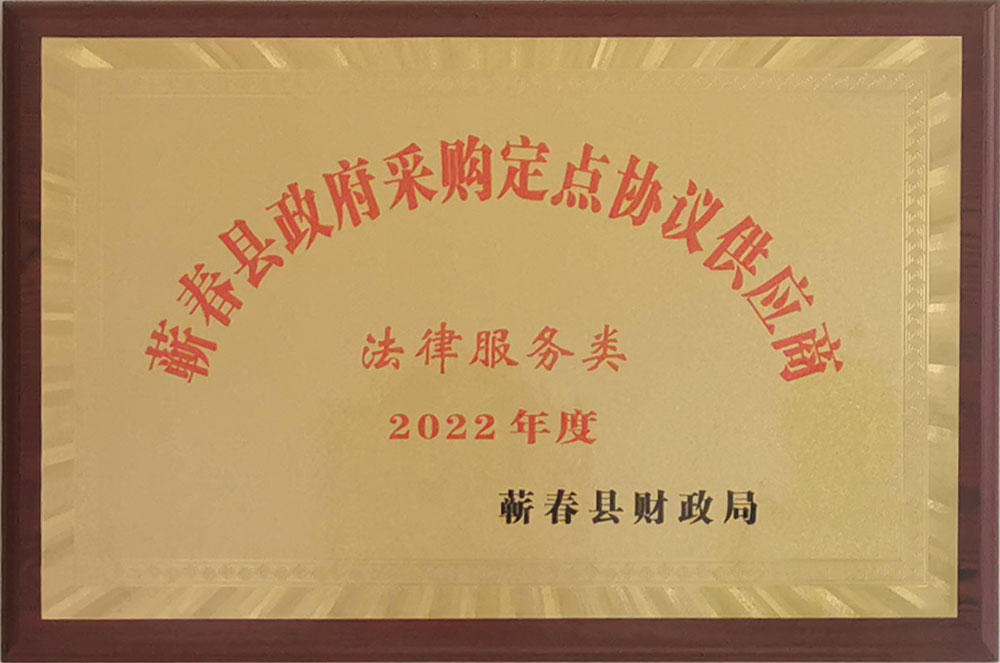 蕲春县政府采购定点协议供应商
法律服务类
2022年度
蕲春县财政局